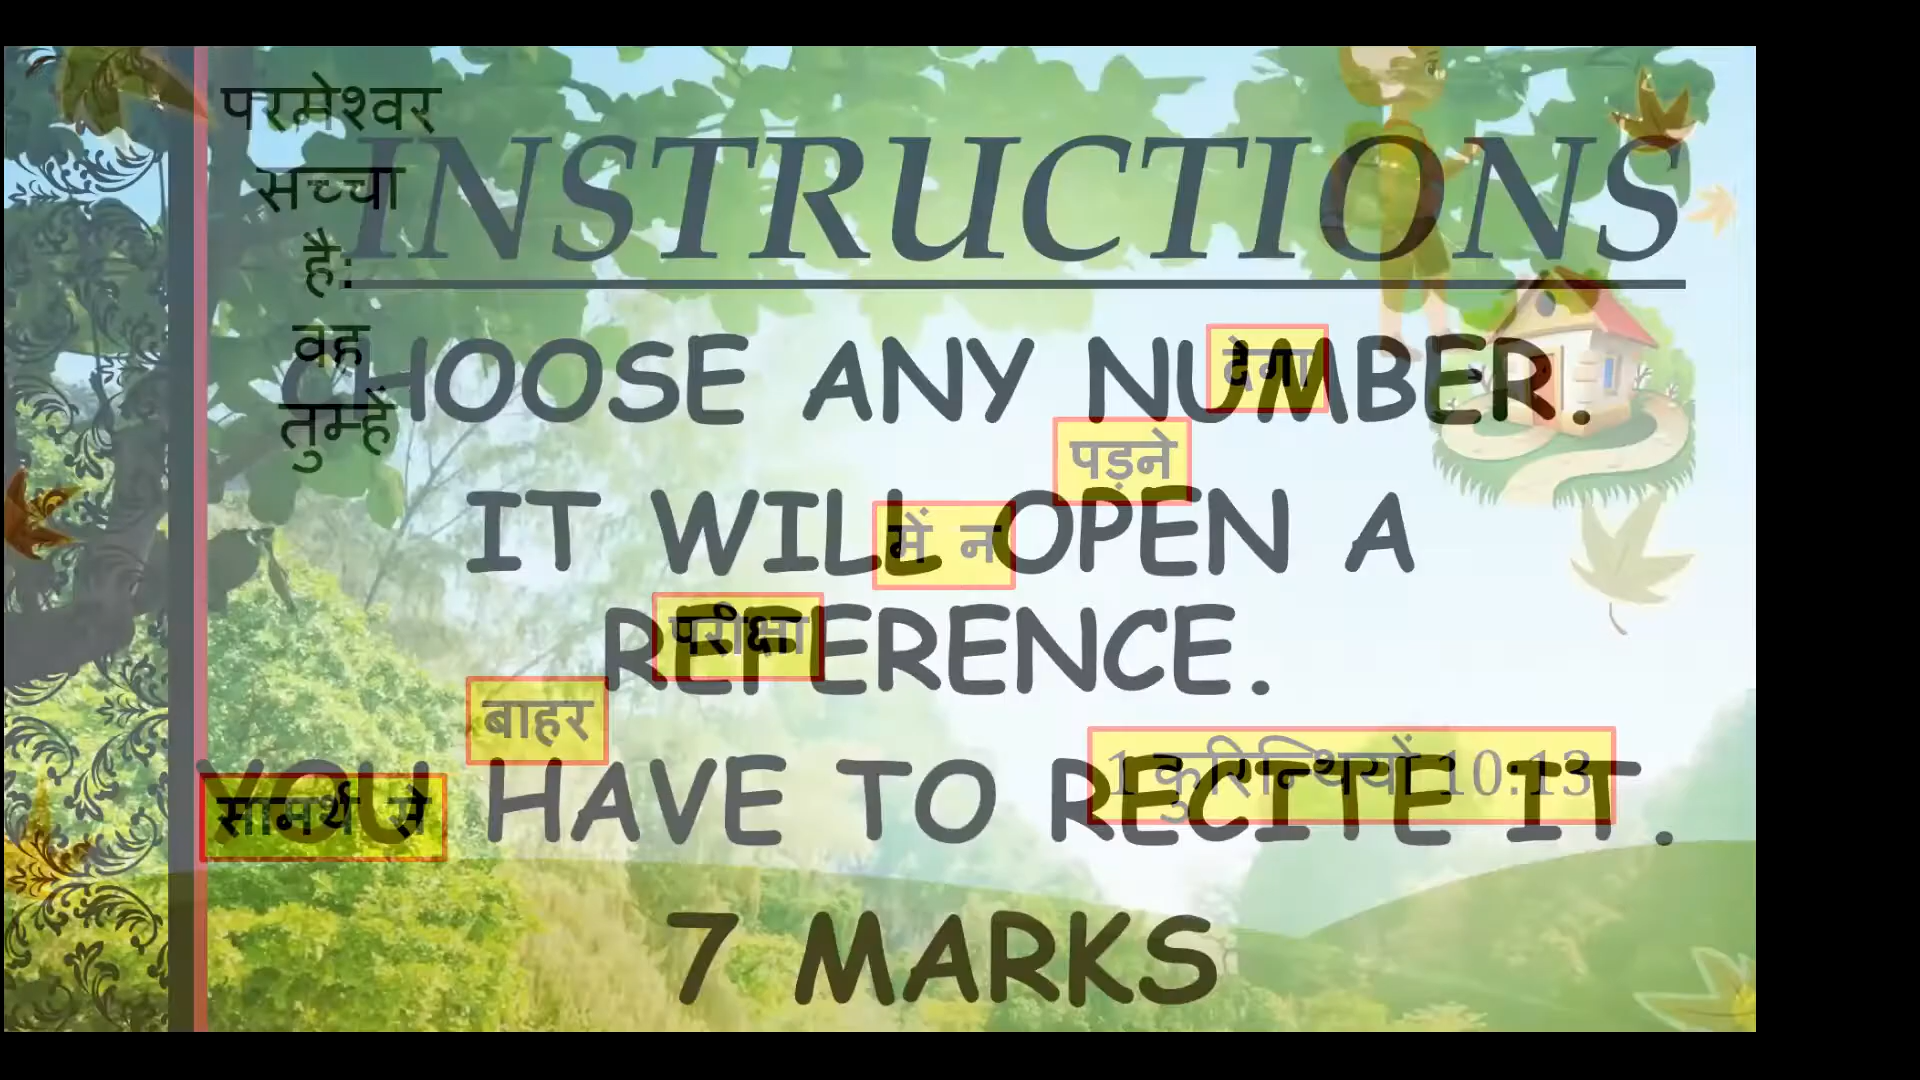 परमेश्वर
सच्चा
है:
वह
तुम्हें
INSTRUCTIONS
CHOOSE ANY NUMBER.
IT WILL OPEN A
REFERENCE.
YOU HAVE TO RECITE IT.
7 MARKS
सामर्थ से
बाहर
परीक्षा
में न
पड़ने
देगा
1 कुरिन्थियों 10:13